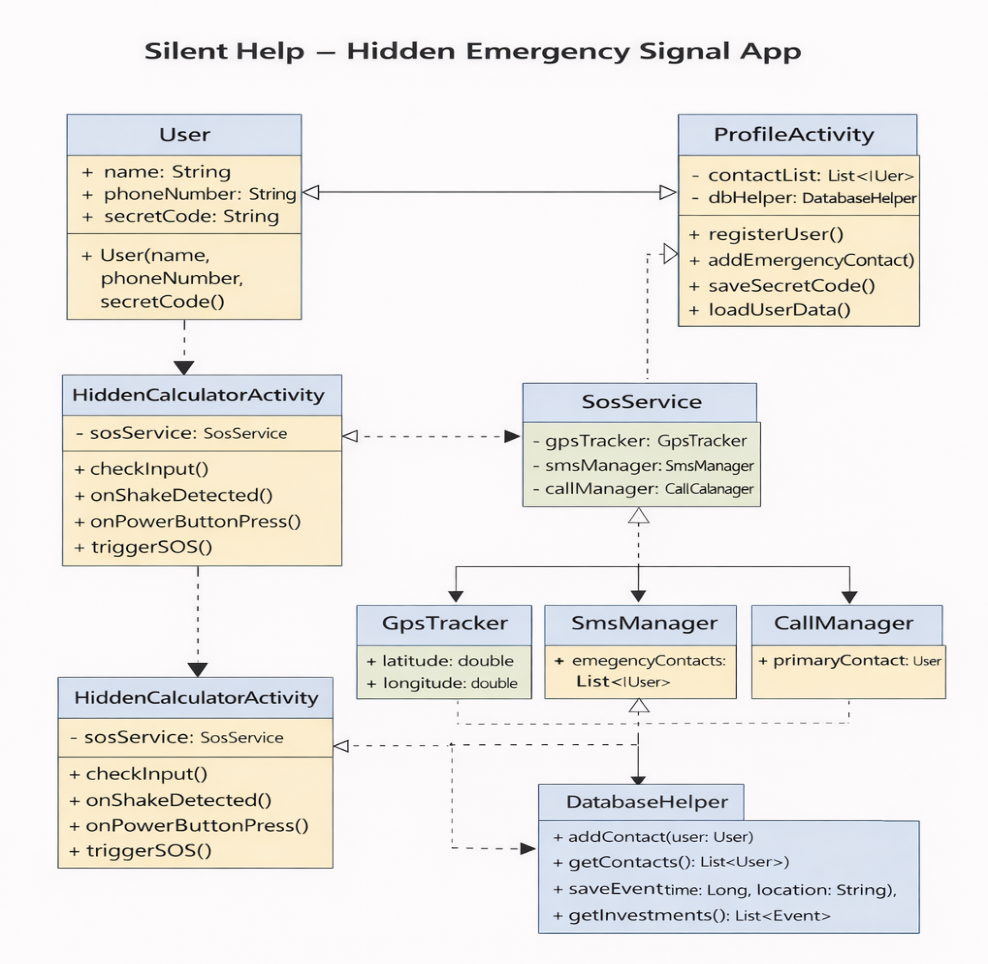 Silent Help – Hidden Emergency Signal App
User
+ name: String
+ phoneNumber: String
+ secretCode: String
+ User(name,
phoneNumber,
secretCode()
ProfileActivity
- contactList: List<|Uer>
- dbHelper: DatabaseHelper
+ registerUser()
+ addEmergencyContact)
+ saveSecretCode()
+ loadUserData()
HiddenCalculatorActivity
- sosService: SosService
+ checkInput()
+ onShakeDetected()
+ onPowerButtonPress()
+ triggerSOS()
SosService
- gpsTracker: GpsTracker
- smsManager: SmsManager
- callManager: CallCalanager
GpsTracker
+ latitude: double
+ longitude: double
SmsManager
+ emegencyContacts:
List<|User>
CallManager
+ primaryContact: User
HiddenCalculatorActivity
- sosService: SosService
+ checkInput()
+ onShakeDetected()
+ onPowerButtonPress()
+ triggerSOS()
DatabaseHelper
+ addContact(user: User)
+ getContacts(): List<User>)
+ saveEventtime: Long, location: String),
+ getInvestments(): List<Event>